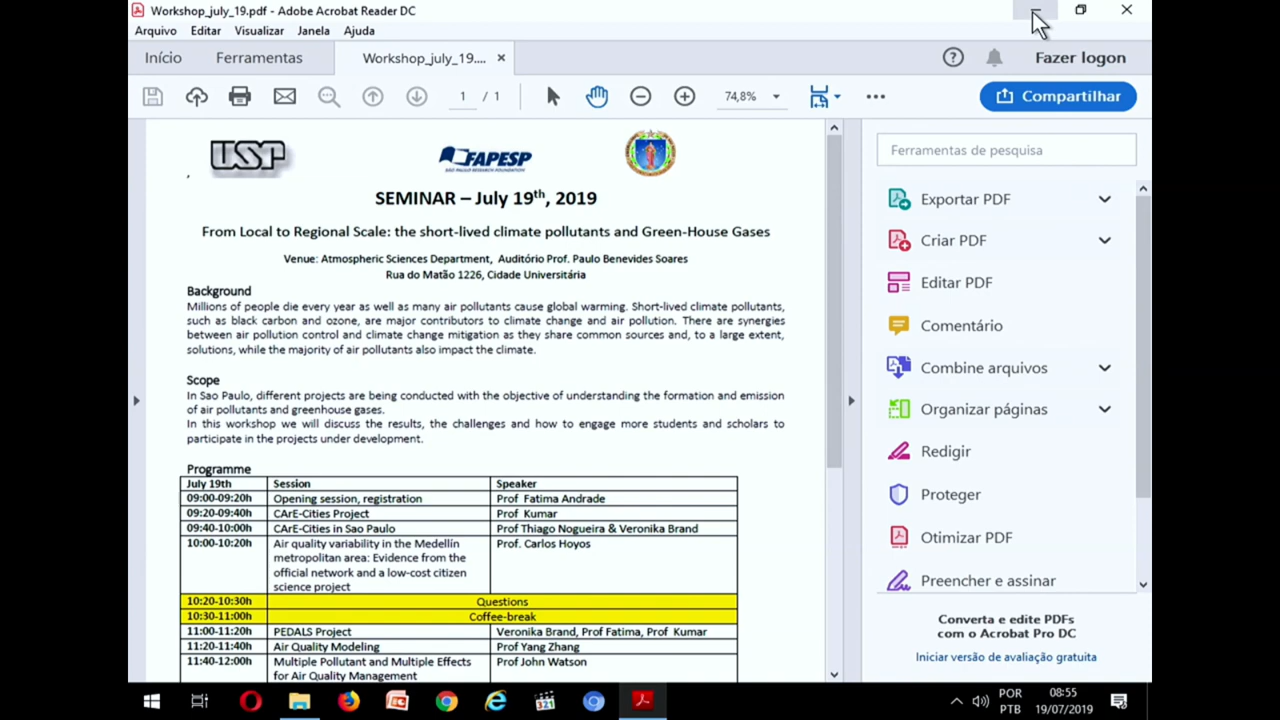 Workshop_july_19.pdf - Adobe Acrobat Reader DC
Arquivo Editar Visualizar Janela Ajuda
Início Ferramentas Workshop_july_19.... × Fazer logon
1 / 1 74,8% Compartilhar
Ferramentas de pesquisa
Exportar PDF
Criar PDF
Editar PDF
Comentário
Combine arquivos
Organizar páginas
Redigir
Proteger
Otimizar PDF
Preencher e assinar
Converta e edite PDFs
com o Acrobat Pro DC
Iniciar versão de avaliação gratuita
USP
FAPESP
SÃO PAULO RESEARCH FOUNDATION
SEMINAR – July 19th, 2019
From Local to Regional Scale: the short-lived climate pollutants and Green-House Gases
Venue: Atmospheric Sciences Department, Auditório Prof. Paulo Benevides Soares
Rua do Matão 1226, Cidade Universitária
Background
Millions of people die every year as well as many air pollutants cause global warming. Short-lived climate pollutants,
such as black carbon and ozone, are major contributors to climate change and air pollution. There are synergies
between air pollution control and climate change mitigation as they share common sources and, to a large extent,
solutions, while the majority of air pollutants also impact the climate.
Scope
In Sao Paulo, different projects are being conducted with the objective of understanding the formation and emission
of air pollutants and greenhouse gases.
In this workshop we will discuss the results, the challenges and how to engage more students and scholars to
participate in the projects under development.
Programme
July 19th Session Speaker
09:00-09:20h Opening session, registration Prof Fatima Andrade
09:20-09:40h CArE-Cities Project Prof Kumar
09:40-10:00h CArE-Cities in Sao Paulo Prof Thiago Nogueira & Veronika Brand
10:00-10:20h Air quality variability in the Medellín Prof. Carlos Hoyos
metropolitan area: Evidence from the
official network and a low-cost citizen
science project
10:20-10:30h Questions
10:30-11:00h Coffee-break
11:00-11:20h PEDALS Project Veronika Brand, Prof Fatima, Prof Kumar
11:20-11:40h Air Quality Modeling Prof Yang Zhang
11:40-12:00h Multiple Pollutant and Multiple Effects Prof John Watson
for Air Quality Management
321
POR
PTB
08:55
19/07/2019